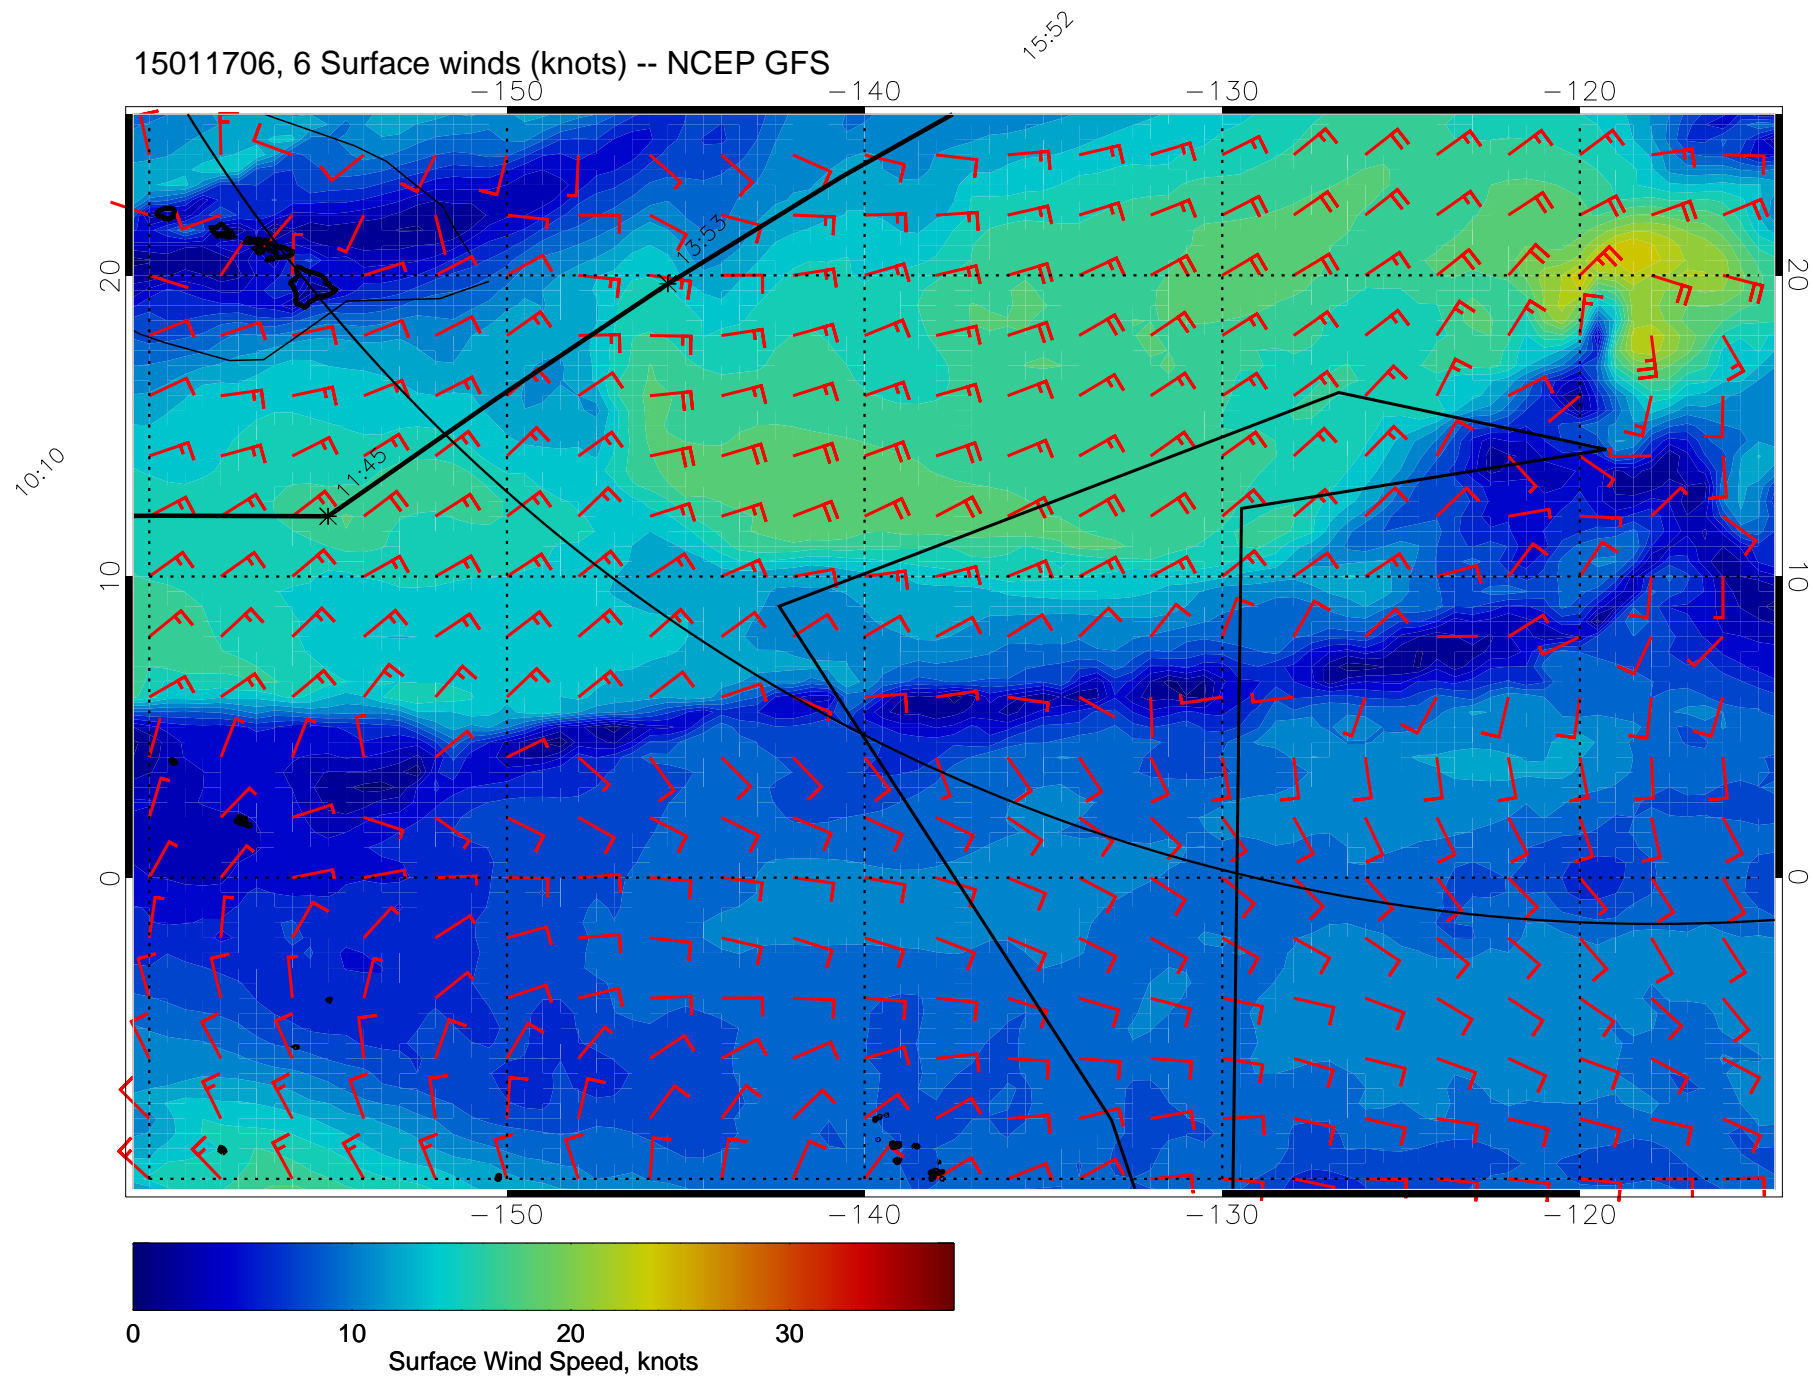 15:52
15011706, 6 Surface winds (knots) -- NCEP GFS
−150 −140 −130 −120
13:53
20 20
10:10
11:45
10 10
0 0
−150 −140 −130 −120
0 10 20 30
Surface Wind Speed, knots